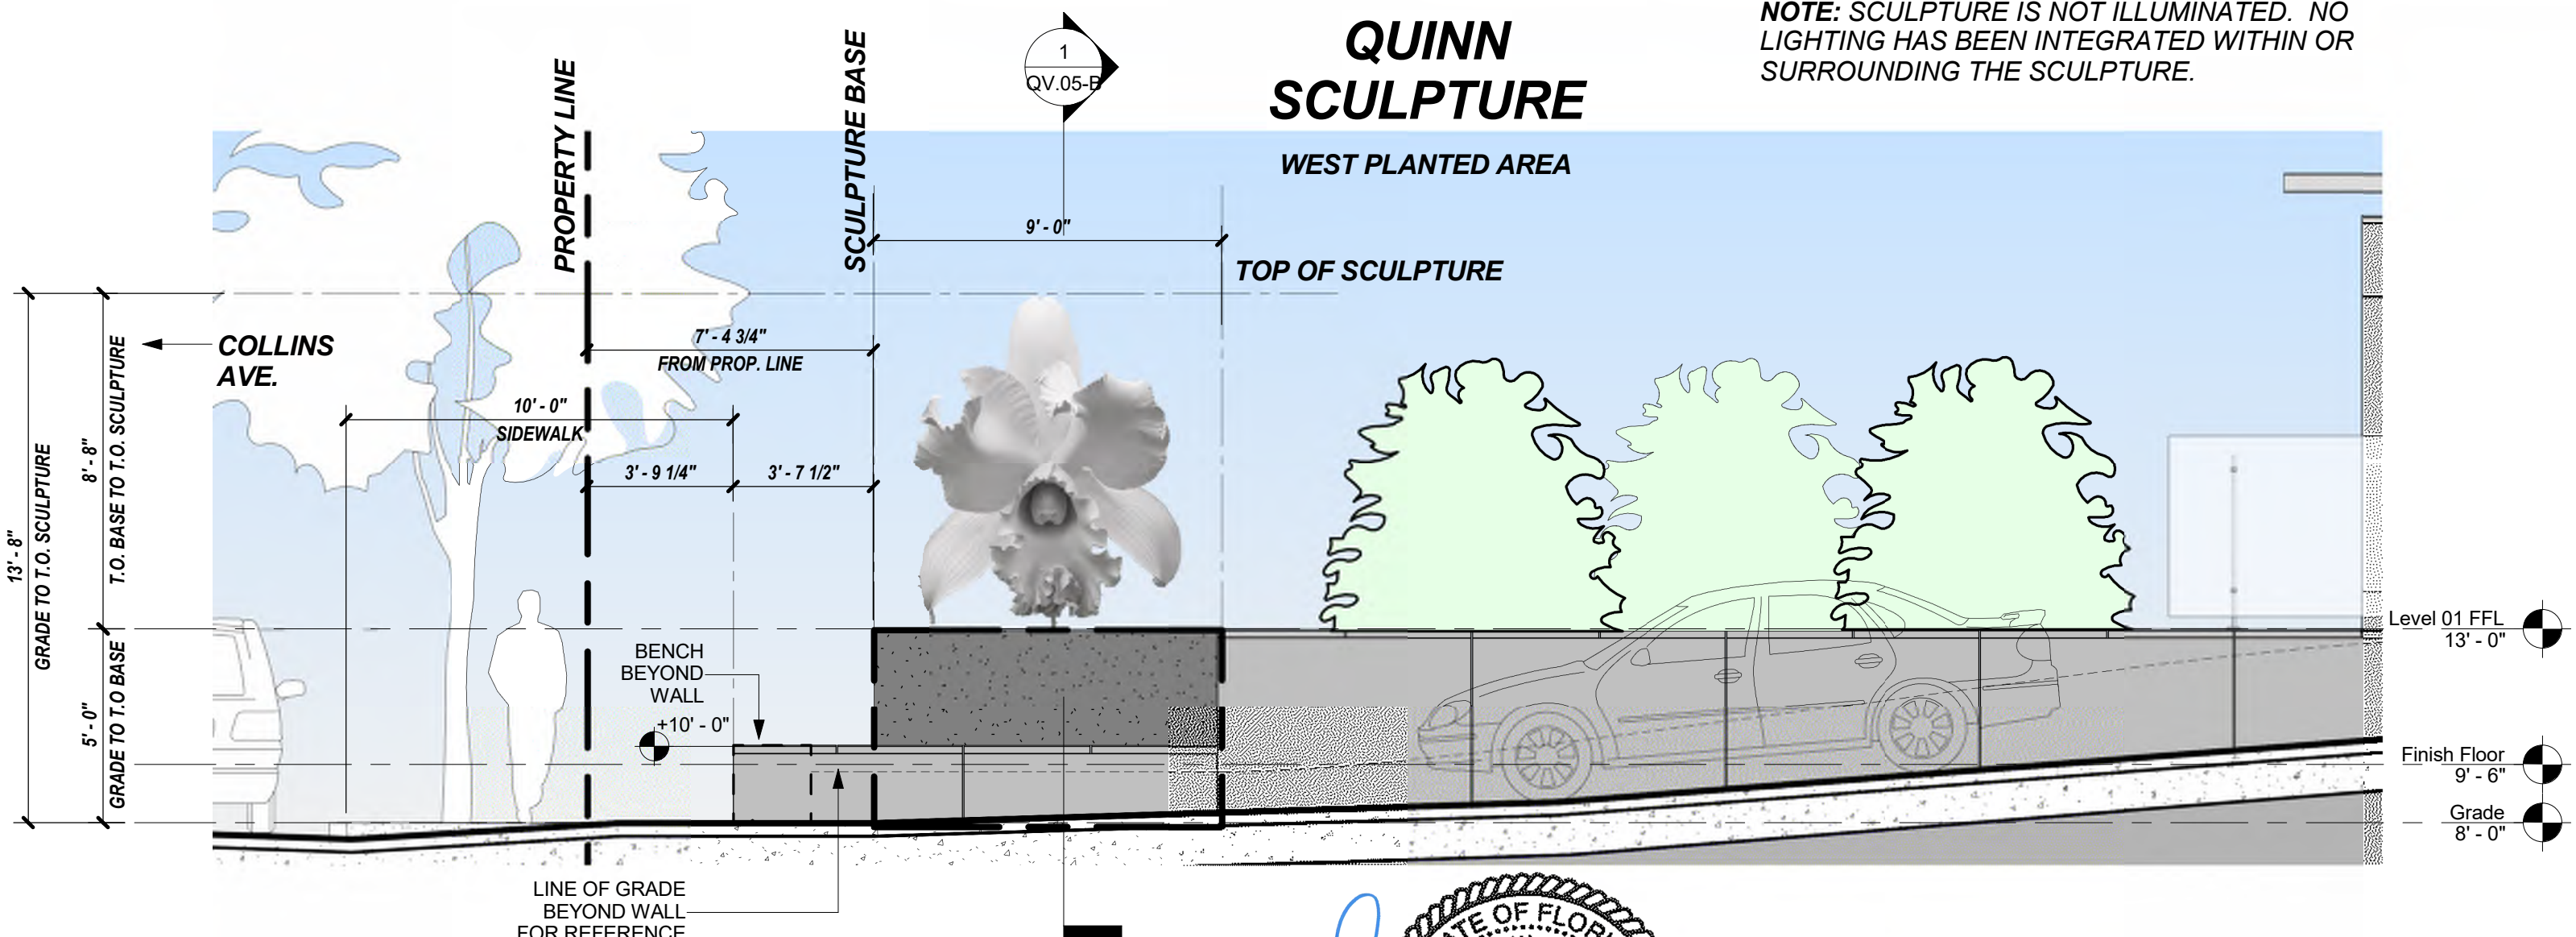 NOTE: SCULPTURE IS NOT ILLUMINATED. NO
LIGHTING HAS BEEN INTEGRATED WITHIN OR
SURROUNDING THE SCULPTURE.
QUINN
SCULPTURE
WEST PLANTED AREA
1
QV.05-B
PROPERTY LINE
SCULPTURE BASE
9' - 0"
TOP OF SCULPTURE
COLLINS
AVE.
7' - 4 3/4"
FROM PROP. LINE
10' - 0"
SIDEWALK
3' - 9 1/4"
3' - 7 1/2"
13' - 8"
GRADE TO T.O. SCULPTURE
8' - 8"
T.O. BASE TO T.O. SCULPTURE
5' - 0"
GRADE TO T.O BASE
BENCH
BEYOND
WALL
+10' - 0"
Level 01 FFL
13' - 0"
Finish Floor
9' - 6"
Grade
8' - 0"
LINE OF GRADE
BEYOND WALL
FOR REFERENCE